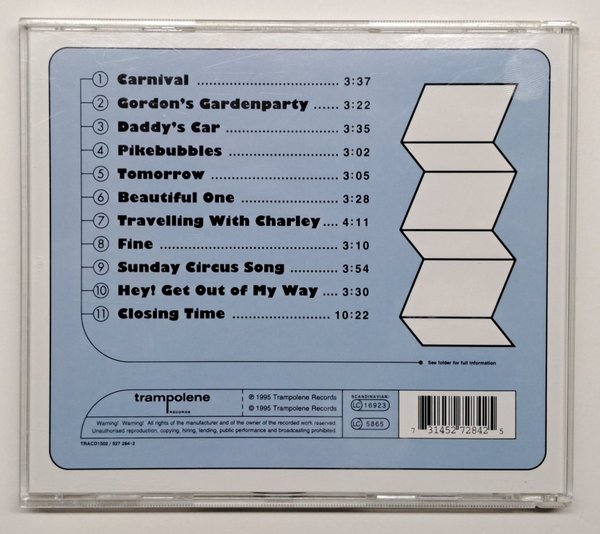 1 Carnival 3:37
2 Gordon's Gardenparty 3:22
3 Daddy's Car 3:35
4 Pikebubbles 3:02
5 Tomorrow 3:05
6 Beautiful One 3:28
7 Travelling With Charley 4:11
8 Fine 3:10
9 Sunday Circus Song 3:54
10 Hey! Get Out of My Way 3:30
11 Closing Time 10:22
See folder for full information
trampolene
RECORDS
℗ 1995 Trampolene Records
© 1995 Trampolene Records
SCANDINAVIAN
LC 16923
LC 5865
Warning! Warning! All rights of the manufacturer and of the owner of the recorded work reserved.
Unauthorised reproduction, copying, hiring, lending, public performance and broadcasting prohibited.
TRACD1002 / 527 284-2
7 31452 72842 5